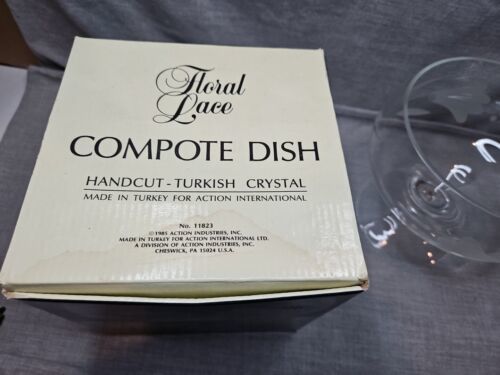 Floral
Lace
COMPOTE DISH
HANDCUT - TURKISH CRYSTAL
MADE IN TURKEY FOR ACTION INTERNATIONAL
No. 11823
©1985 ACTION INDUSTRIES, INC.
MADE IN TURKEY FOR ACTION INTERNATIONAL LTD.
A DIVISION OF ACTION INDUSTRIES, INC.
CHESWICK, PA 15024 U.S.A.